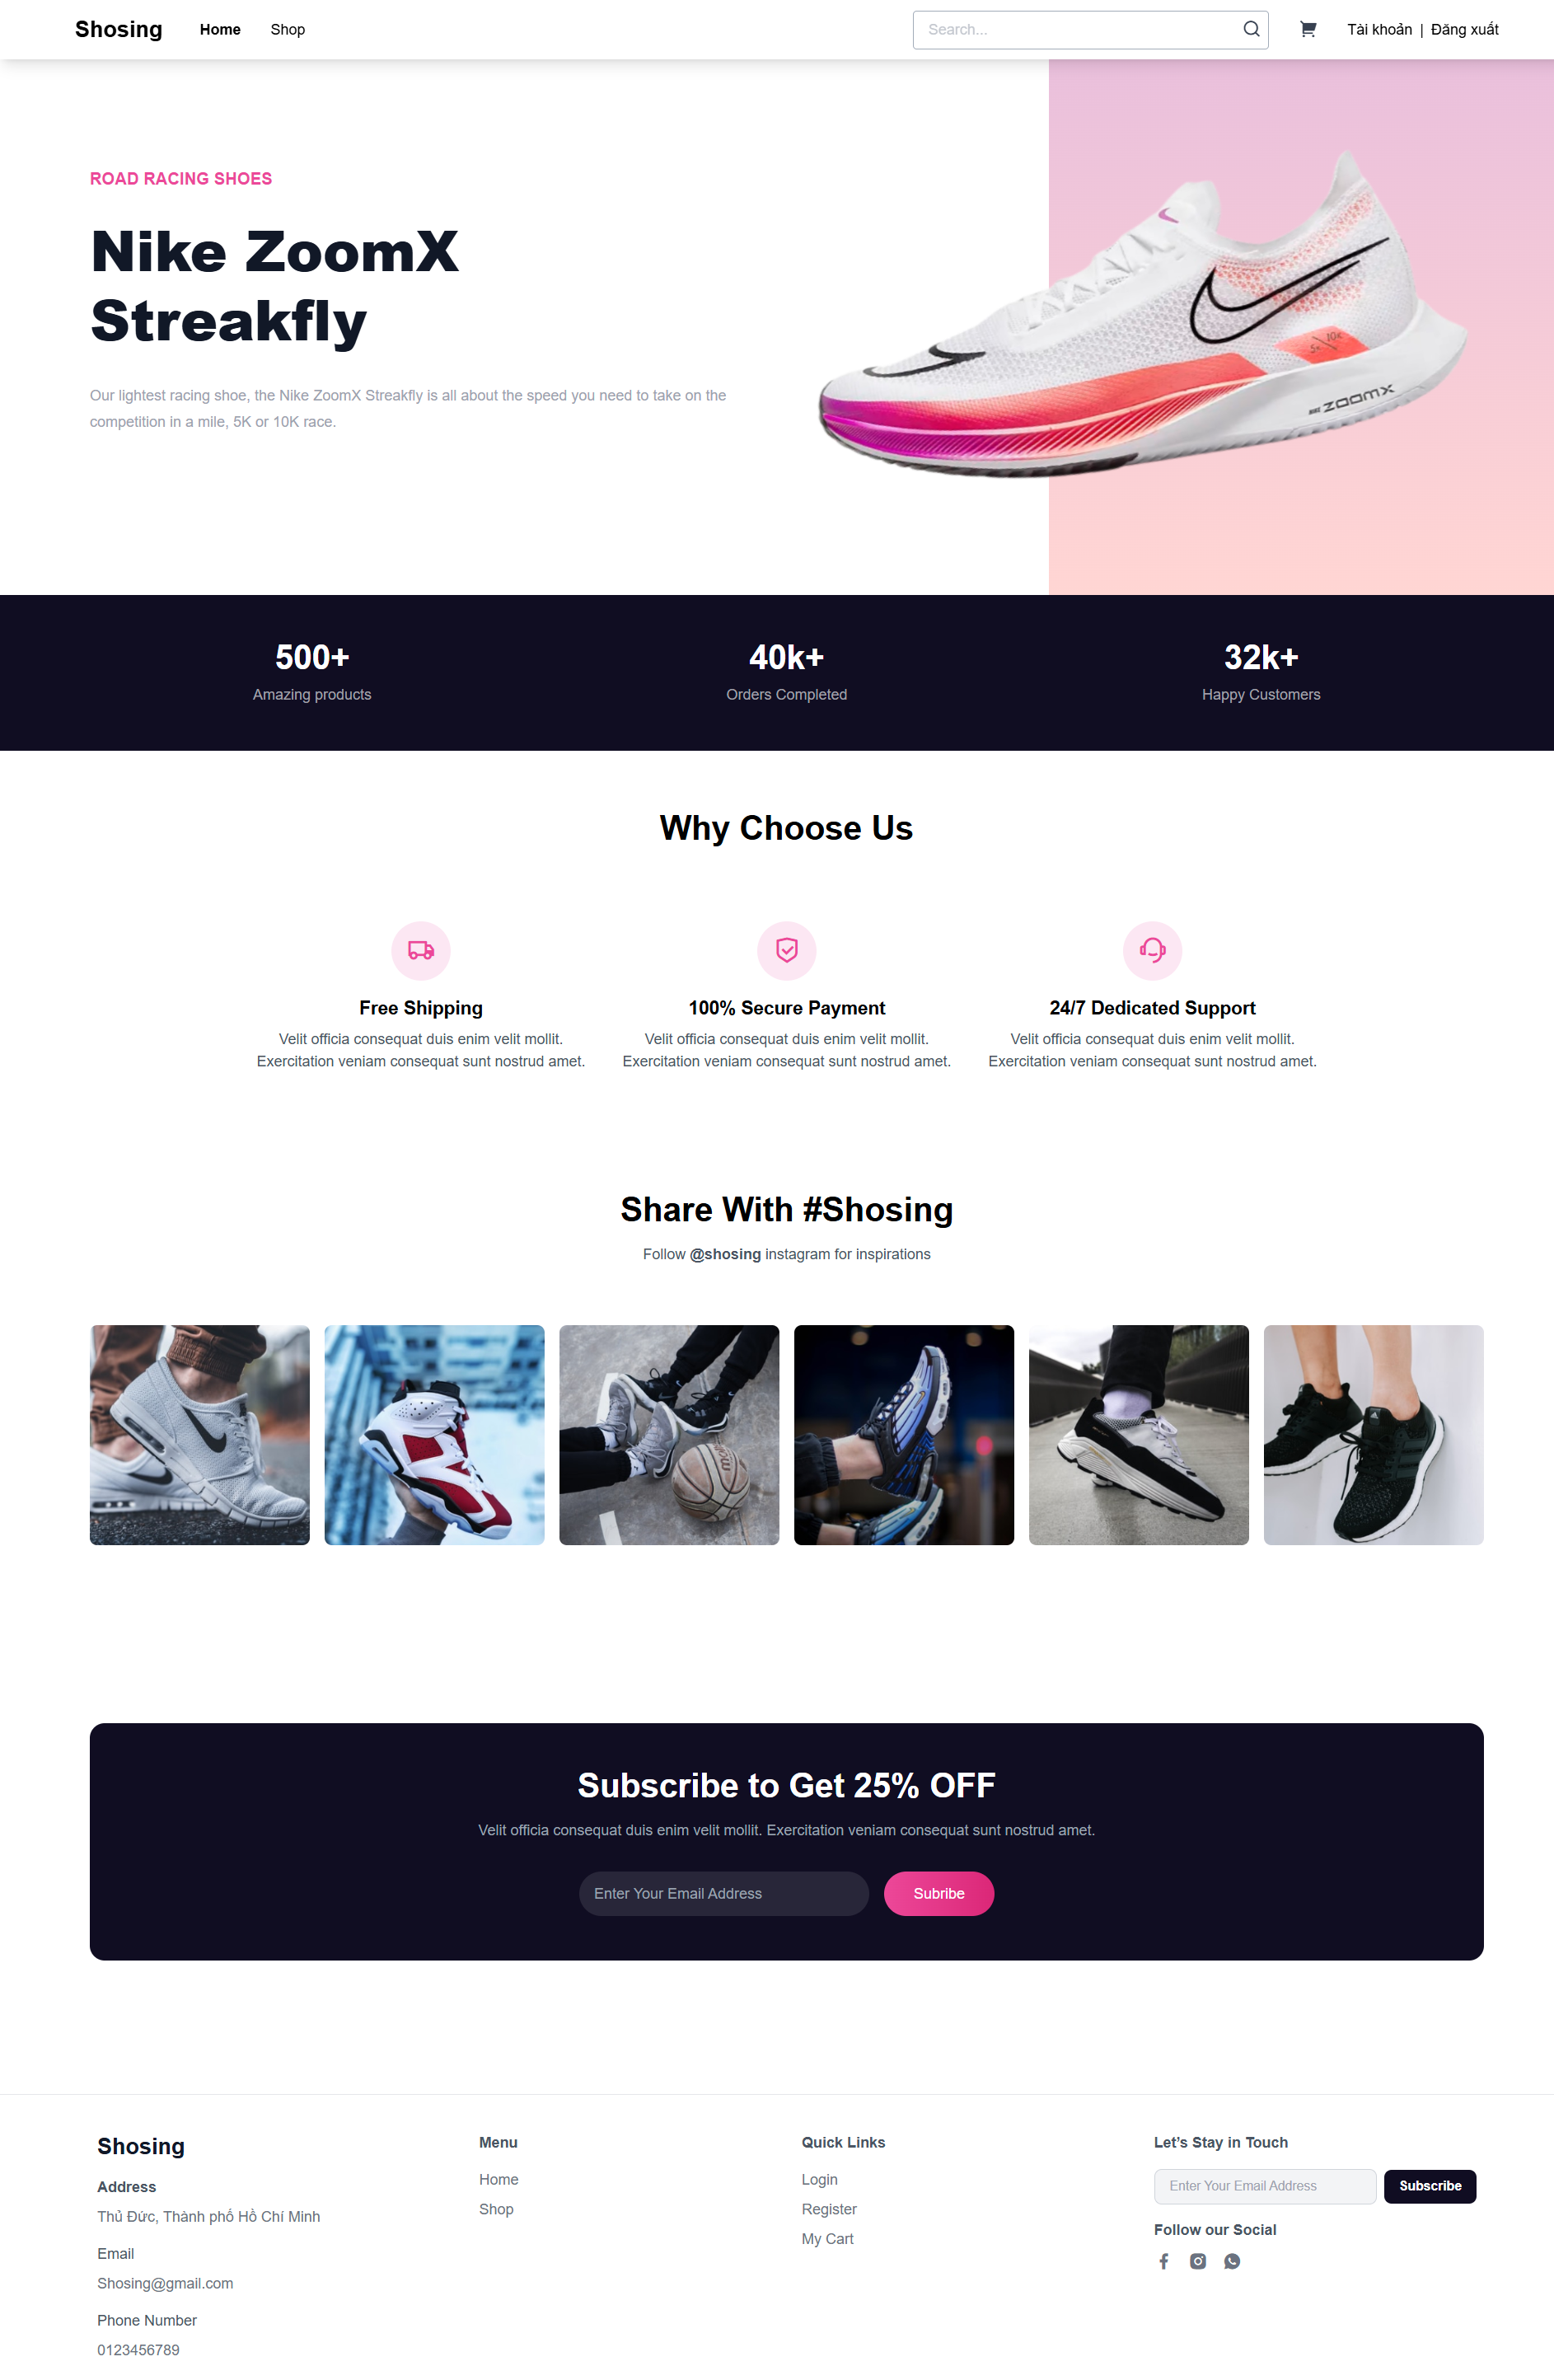 Shosing
Home
Shop
Search...
Tài khoản | Đăng xuất
ROAD RACING SHOES
Nike ZoomX
Streakfly
Our lightest racing shoe, the Nike ZoomX Streakfly is all about the speed you need to take on the
competition in a mile, 5K or 10K race.
NIKE ZOOMX
500+
Amazing products
40k+
Orders Completed
32k+
Happy Customers
Why Choose Us
Free Shipping
Velit officia consequat duis enim velit mollit.
Exercitation veniam consequat sunt nostrud amet.
100% Secure Payment
Velit officia consequat duis enim velit mollit.
Exercitation veniam consequat sunt nostrud amet.
24/7 Dedicated Support
Velit officia consequat duis enim velit mollit.
Exercitation veniam consequat sunt nostrud amet.
Share With #Shosing
Follow @shosing instagram for inspirations
Subscribe to Get 25% OFF
Velit officia consequat duis enim velit mollit. Exercitation veniam consequat sunt nostrud amet.
Enter Your Email Address
Subribe
Shosing
Address
Thủ Đức, Thành phố Hồ Chí Minh
Email
Shosing@gmail.com
Phone Number
0123456789
Menu
Home
Shop
Quick Links
Login
Register
My Cart
Let's Stay in Touch
Enter Your Email Address
Subscribe
Follow our Social